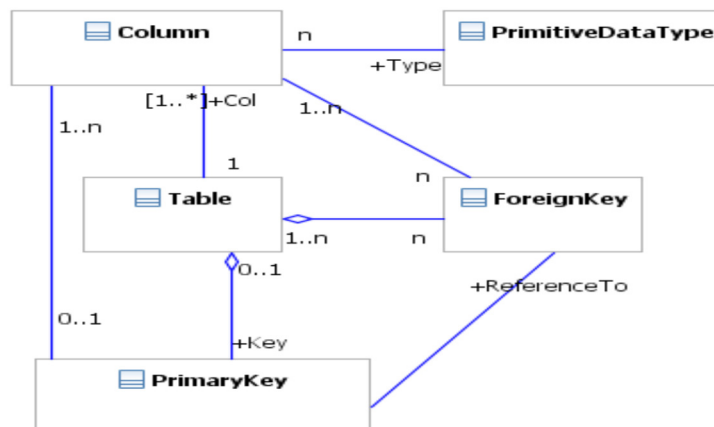 Column
n
PrimitiveDataType
+Type
[1..*]+Col
1..n
1..n
1
n
Table
ForeignKey
1..n
n
0..1
+ReferenceTo
0..1
+Key
PrimaryKey